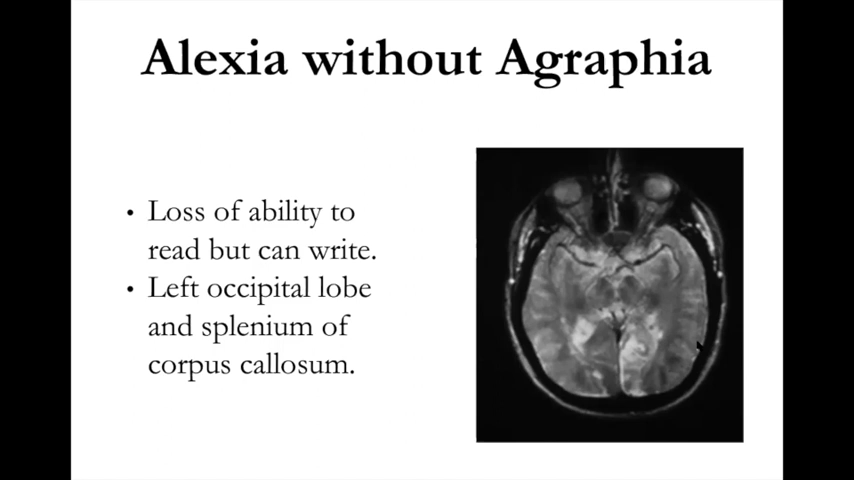 Alexia without Agraphia
• Loss of ability to
read but can write.
• Left occipital lobe
and splenium of
corpus callosum.